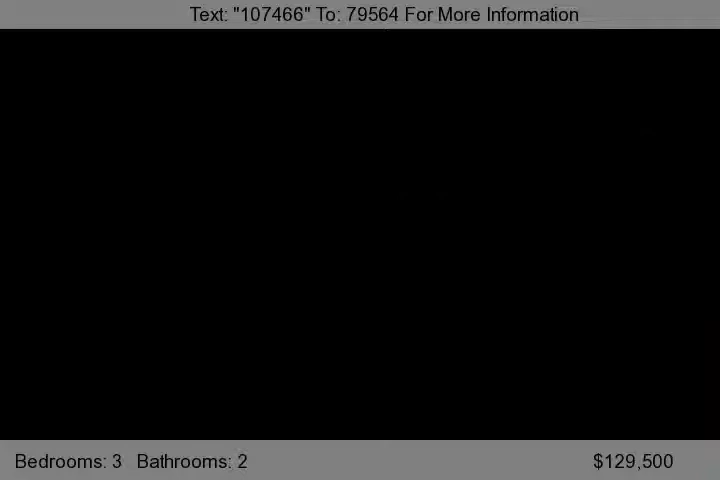 Text: "107466" To: 79564 For More Information
Bedrooms: 3 Bathrooms: 2 $129,500